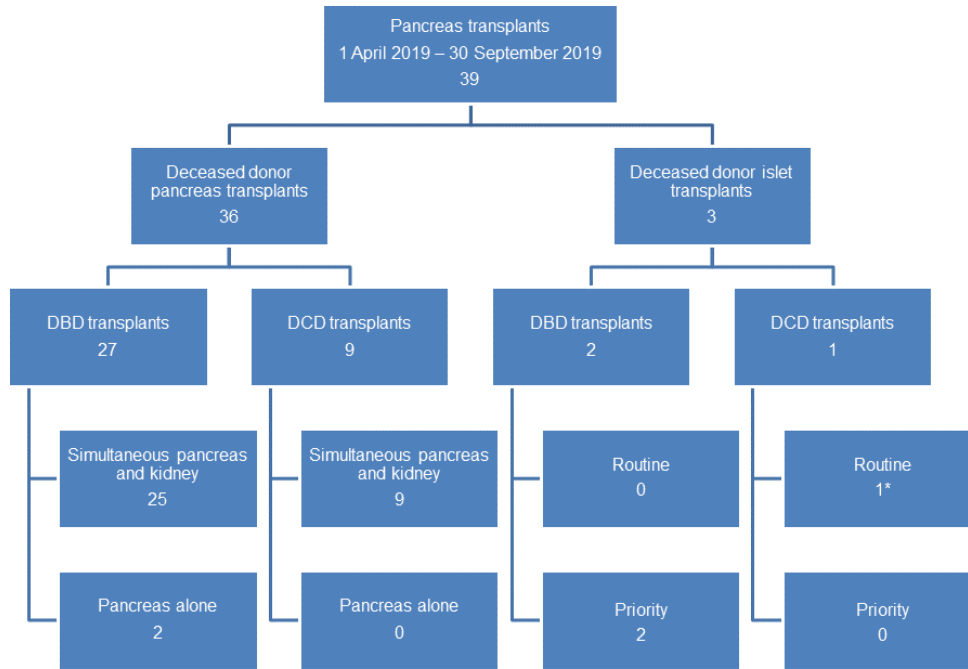 Pancreas transplants
1 April 2019 – 30 September 2019
39
Deceased donor
pancreas transplants
36
Deceased donor islet
transplants
3
DBD transplants
27
DCD transplants
9
DBD transplants
2
DCD transplants
1
Simultaneous pancreas
and kidney
25
Simultaneous pancreas
and kidney
9
Routine
0
Routine
1*
Pancreas alone
2
Pancreas alone
0
Priority
2
Priority
0